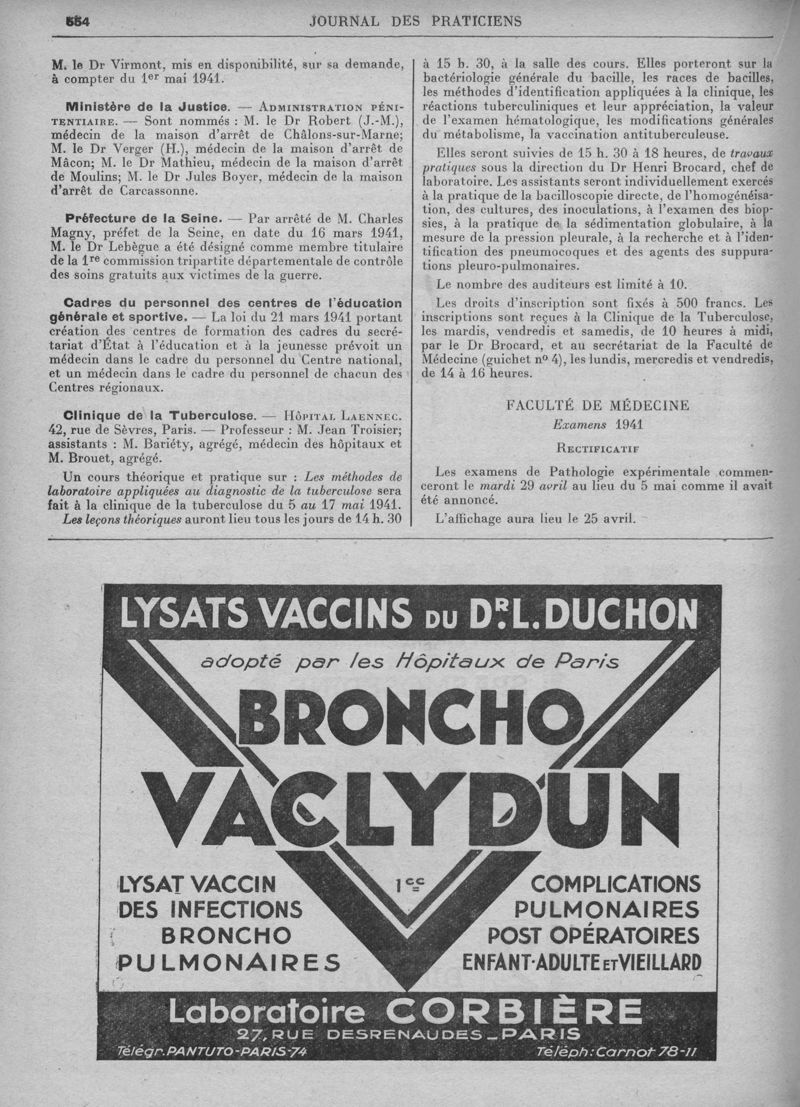 554
JOURNAL DES PRATICIENS
M. le Dr Virmont, mis en disponibilité, sur sa demande,
à compter du 1er mai 1941.
Ministère de la Justice. — ADMINISTRATION PÉNI-
TENTIAIRE. — Sont nommés : M. le Dr Robert (J.-M.),
médecin de la maison d'arrêt de Châlons-sur-Marne;
M. le Dr Verger (H.), médecin de la maison d'arrêt de
Mâcon; M. le Dr Mathieu, médecin de la maison d'arrêt
de Moulins; M. le Dr Jules Boyer, médecin de la maison
d'arrêt de Carcassonne.
Préfecture de la Seine. — Par arrêté de M. Charles
Magny, préfet de la Seine, en date du 16 mars 1941,
M. le Dr Lebègue a été désigné comme membre titulaire
de la 1re commission tripartite départementale de contrôle
des soins gratuits aux victimes de la guerre.
Cadres du personnel des centres de l'éducation
générale et sportive. — La loi du 21 mars 1941 portant
création des centres de formation des cadres du secré-
tariat d'État à l'éducation et à la jeunesse prévoit un
médecin dans le cadre du personnel du Centre national,
et un médecin dans le cadre du personnel de chacun des
Centres régionaux.
Clinique de la Tuberculose. — HÔPITAL LAENNEC.
42, rue de Sèvres, Paris. — Professeur : M. Jean Troisier;
assistants : M. Bariéty, agrégé, médecin des hôpitaux et
M. Brouet, agrégé.
Un cours théorique et pratique sur : Les méthodes de
laboratoire appliquées au diagnostic de la tuberculose sera
fait à la clinique de la tuberculose du 5 au 17 mai 1941.
Les leçons théoriques auront lieu tous les jours de 14 h. 30
à 15 h. 30, à la salle des cours. Elles porteront sur la
bactériologie générale du bacille, les races de bacilles,
les méthodes d'identification appliquées à la clinique, les
réactions tuberculiniques et leur appréciation, la valeur
de l'examen hématologique, les modifications générales
du métabolisme, la vaccination antituberculeuse.
Elles seront suivies de 15 h. 30 à 18 heures, de travaux
pratiques sous la direction du Dr Henri Brocard, chef de
laboratoire. Les assistants seront individuellement exercés
à la pratique de la bacilloscopie directe, de l'homogénéisa-
tion, des cultures, des inoculations, à l'examen des biop-
sies, à la pratique de la sédimentation globulaire, à la
mesure de la pression pleurale, à la recherche et à l'iden-
tification des pneumocoques et des agents des suppura-
tions pleuro-pulmonaires.
Le nombre des auditeurs est limité à 10.
Les droits d'inscription sont fixés à 500 francs. Les
inscriptions sont reçues à la Clinique de la Tuberculose,
les mardis, vendredis et samedis, de 10 heures à midi,
par le Dr Brocard, et au secrétariat de la Faculté de
Médecine (guichet no 4), les lundis, mercredis et vendredis,
de 14 à 16 heures.
FACULTÉ DE MÉDECINE
Examens 1941
RECTIFICATIF
Les examens de Pathologie expérimentale commen-
ceront le mardi 29 avril au lieu du 5 mai comme il avait
été annoncé.
L'affichage aura lieu le 25 avril.
LYSATS VACCINS DU DR. L. DUCHON
adopté par les Hôpitaux de Paris
BRONCHO
VACLYDUN
1cc
LYSAT VACCIN
DES INFECTIONS
BRONCHO
PULMONAIRES
COMPLICATIONS
PULMONAIRES
POST OPÉRATOIRES
ENFANT-ADULTE ET VIEILLARD
Laboratoire CORBIÈRE
27, RUE DESRENAUDES - PARIS
Télégr. PANTUTO-PARIS-74
Téléph: Carnot 78-11